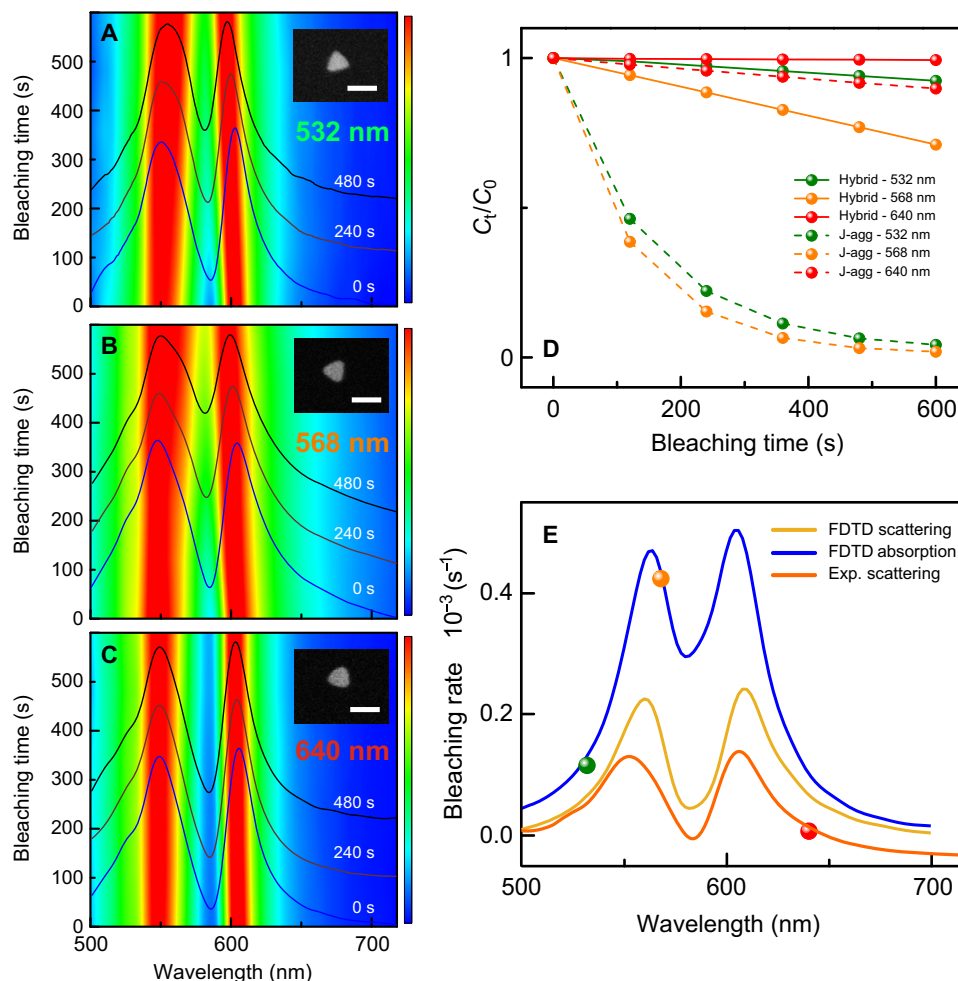 A
532 nm
480 s
240 s
0 s
Bleaching time (s)
500
400
300
200
100
0
B
568 nm
480 s
240 s
0 s
Bleaching time (s)
500
400
300
200
100
0
C
640 nm
480 s
240 s
0 s
Bleaching time (s)
500
400
300
200
100
0
500
600
700
Wavelength (nm)
D
Ct/C0
1
0
Hybrid - 532 nm
Hybrid - 568 nm
Hybrid - 640 nm
J-agg - 532 nm
J-agg - 568 nm
J-agg - 640 nm
0
200
400
600
Bleaching time (s)
E
FDTD scattering
FDTD absorption
Exp. scattering
Bleaching rate 10⁻³ (s⁻¹)
0.4
0.2
0.0
500
600
700
Wavelength (nm)